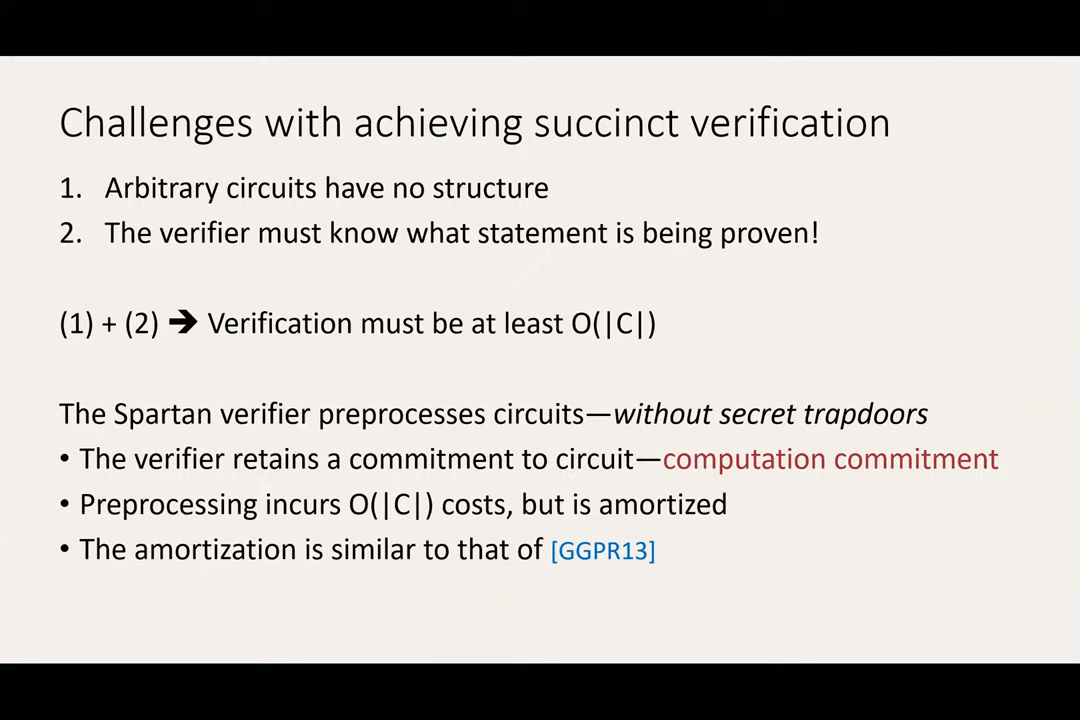 Challenges with achieving succinct verification
1. Arbitrary circuits have no structure
2. The verifier must know what statement is being proven!
(1) + (2) ➔ Verification must be at least O(|C|)
The Spartan verifier preprocesses circuits—without secret trapdoors
• The verifier retains a commitment to circuit—computation commitment
• Preprocessing incurs O(|C|) costs, but is amortized
• The amortization is similar to that of [GGPR13]